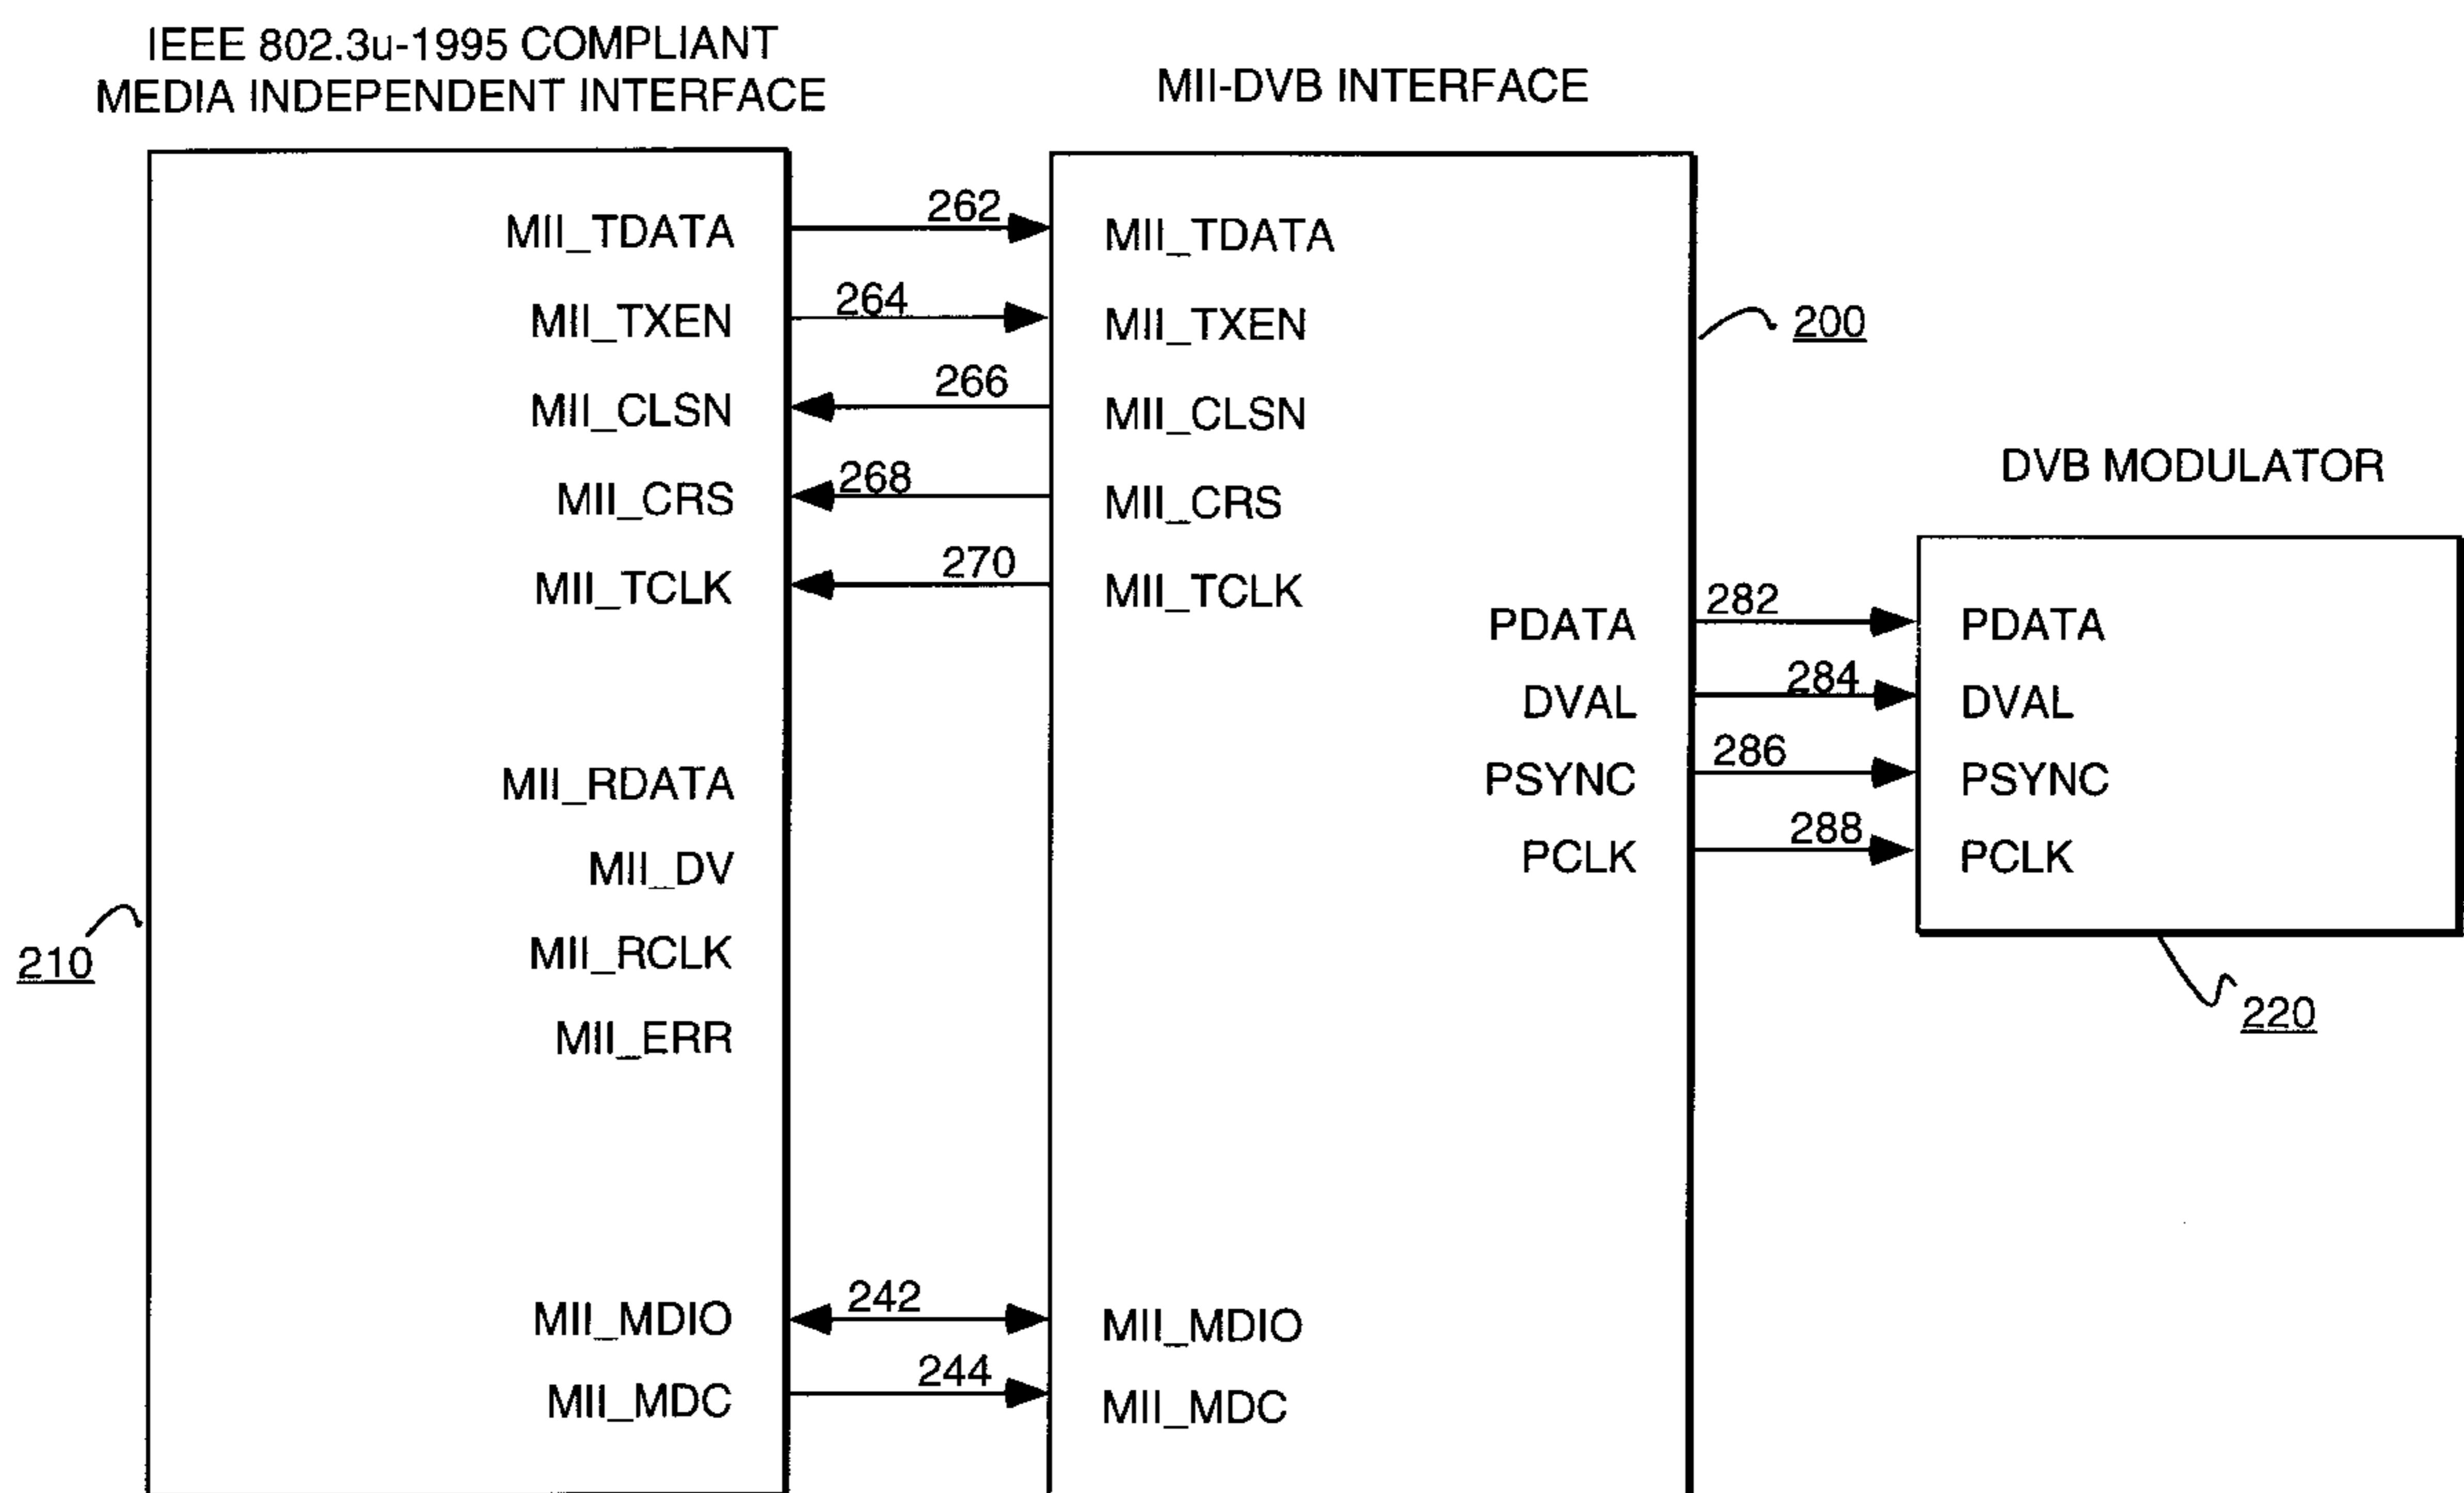 IEEE 802.3u-1995 COMPLIANT
MEDIA INDEPENDENT INTERFACE
MII_TDATA
MII_TXEN
MII_CLSN
MII_CRS
MII_TCLK
MII_RDATA
MII_DV
MII_RCLK
MII_ERR
MII_MDIO
MII_MDC
210
262
264
266
268
270
242
244
MII-DVB INTERFACE
MII_TDATA
MII_TXEN
MII_CLSN
MII_CRS
MII_TCLK
MII_MDIO
MII_MDC
PDATA
DVAL
PSYNC
PCLK
200
282
284
286
288
DVB MODULATOR
PDATA
DVAL
PSYNC
PCLK
220